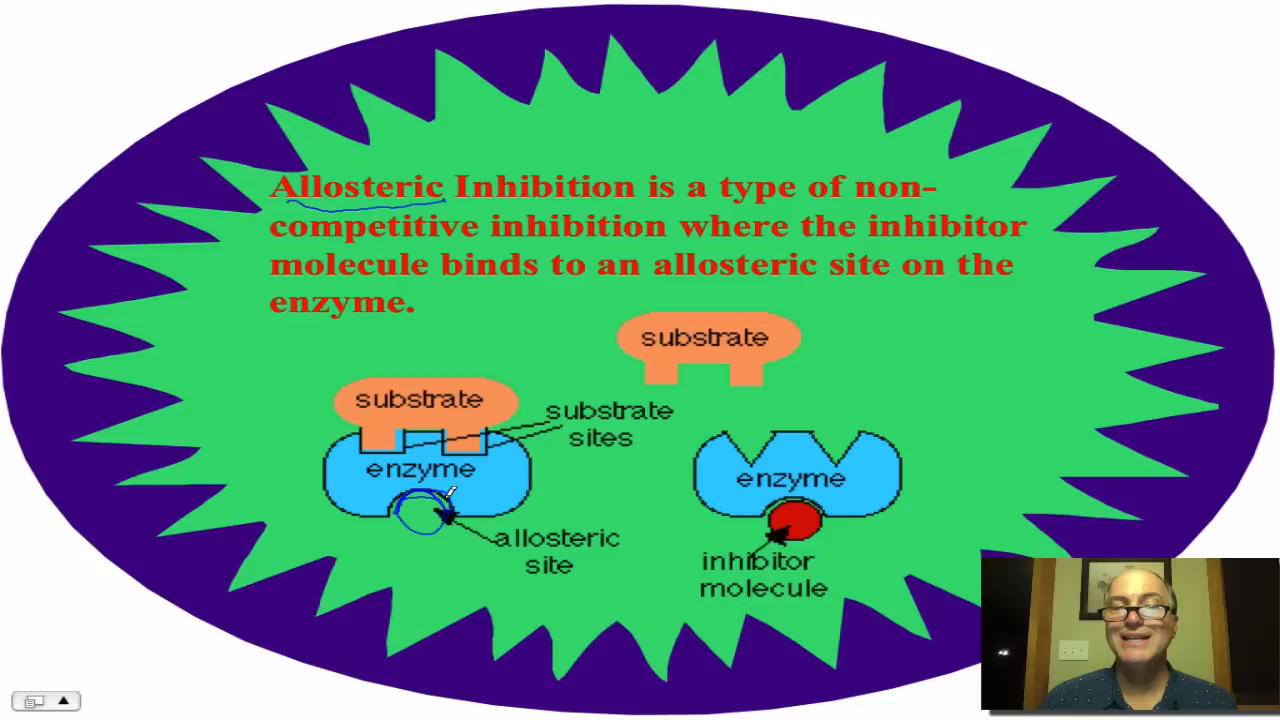 Allosteric Inhibition is a type of non-
competitive inhibition where the inhibitor
molecule binds to an allosteric site on the
enzyme.
substrate
substrate
substrate
sites
enzyme
enzyme
allosteric
site
inhibitor
molecule